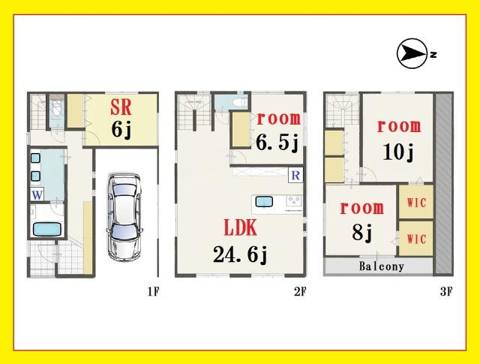 N
SR
6j
W
1F
room
6.5j
R
LDK
24.6j
2F
room
10j
room
8j
WIC
WIC
Balcony
3F